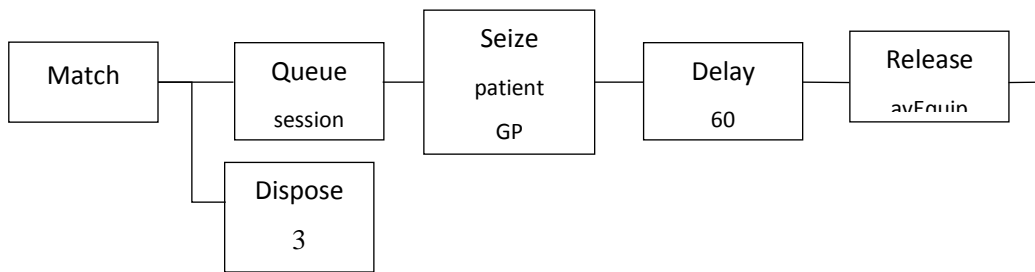 Match
Queue
session
Seize
patient
GP
Delay
60
Release
Dispose
3